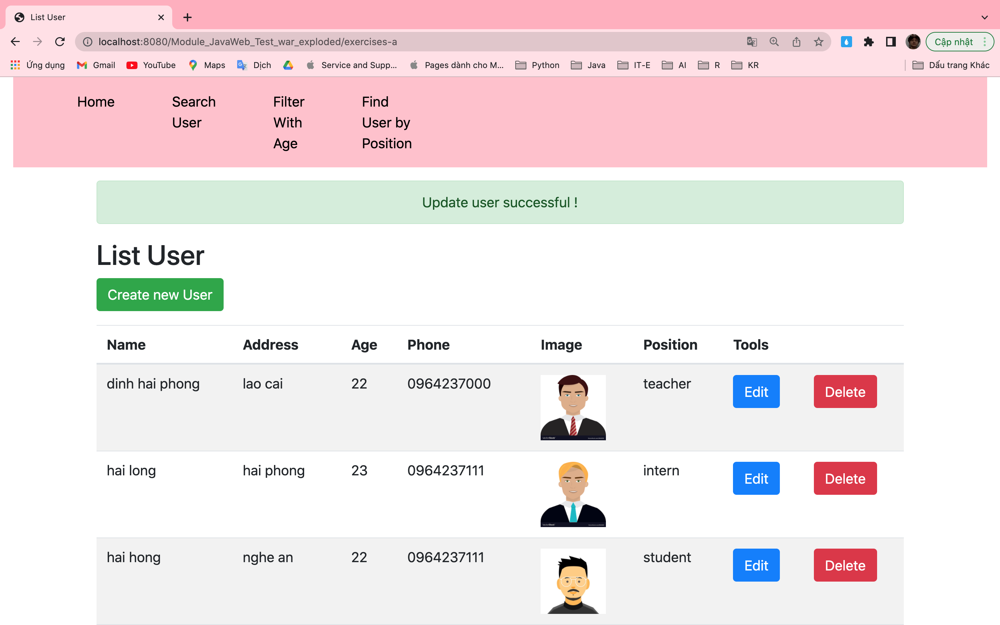 List User
localhost:8080/Module_JavaWeb_Test_war_exploded/exercises-a
Cập nhật
Ứng dụng Gmail YouTube Maps Dịch Service and Supp... Pages dành cho M... Python Java IT-E AI R KR Dấu trang Khác
Home Search Filter Find
User With User by
Age Position
Update user successful !
List User
Create new User
Name Address Age Phone Image Position Tools
dinh hai phong lao cai 22 0964237000 teacher Edit Delete
VectorStock
hai long hai phong 23 0964237111 intern Edit Delete
VectorStock
hai hong nghe an 22 0964237111 student Edit Delete